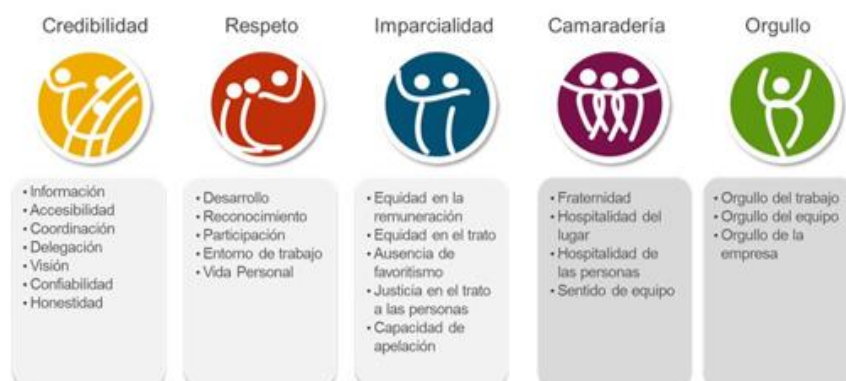 Credibilidad
Respeto
Imparcialidad
Camaradería
Orgullo
• Información
• Accesibilidad
• Coordinación
• Delegación
• Visión
• Confiabilidad
• Honestidad
• Desarrollo
• Reconocimiento
• Participación
• Entorno de trabajo
• Vida Personal
• Equidad en la
remuneración
• Equidad en el trato
• Ausencia de
favoritismo
• Justicia en el trato
a las personas
• Capacidad de
apelación
• Fraternidad
• Hospitalidad del
lugar
• Hospitalidad de
las personas
• Sentido de equipo
• Orgullo del trabajo
• Orgullo del equipo
• Orgullo de la
empresa